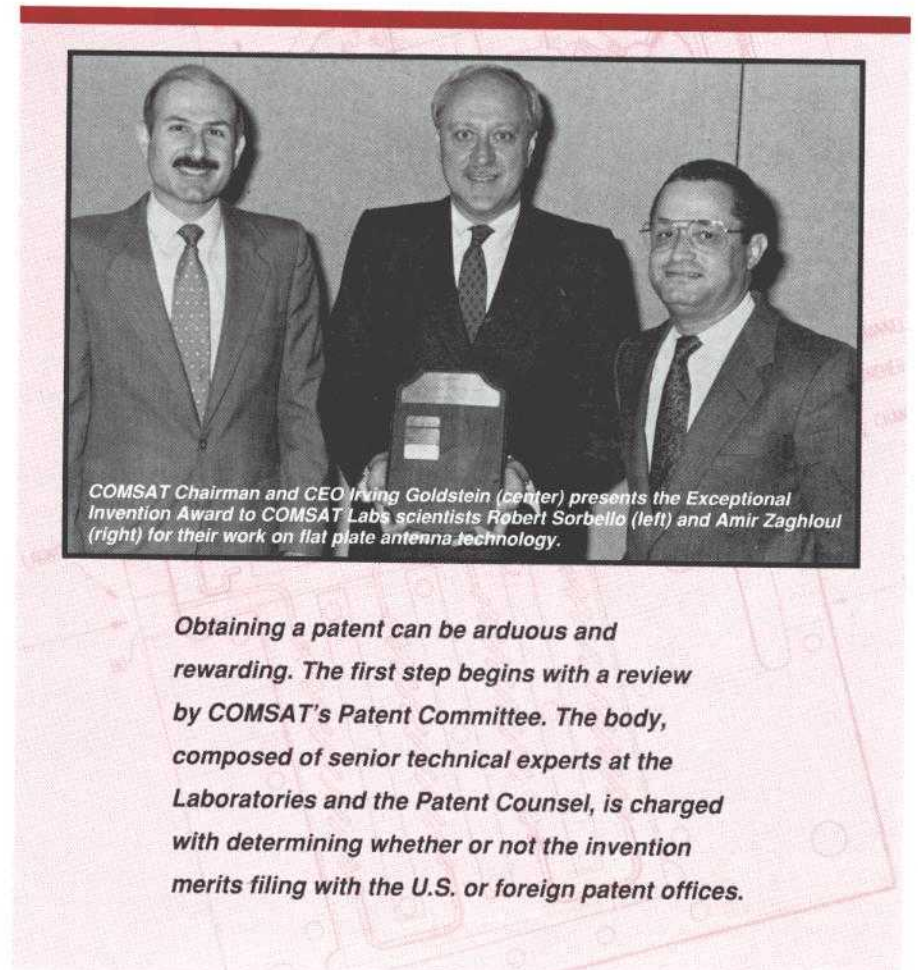 COMSAT Chairman and CEO Irving Goldstein (center) presents the Exceptional
Invention Award to COMSAT Labs scientists Robert Sorbello (left) and Amir Zaghloul
(right) for their work on flat plate antenna technology.
Obtaining a patent can be arduous and
rewarding. The first step begins with a review
by COMSAT's Patent Committee. The body,
composed of senior technical experts at the
Laboratories and the Patent Counsel, is charged
with determining whether or not the invention
merits filing with the U.S. or foreign patent offices.